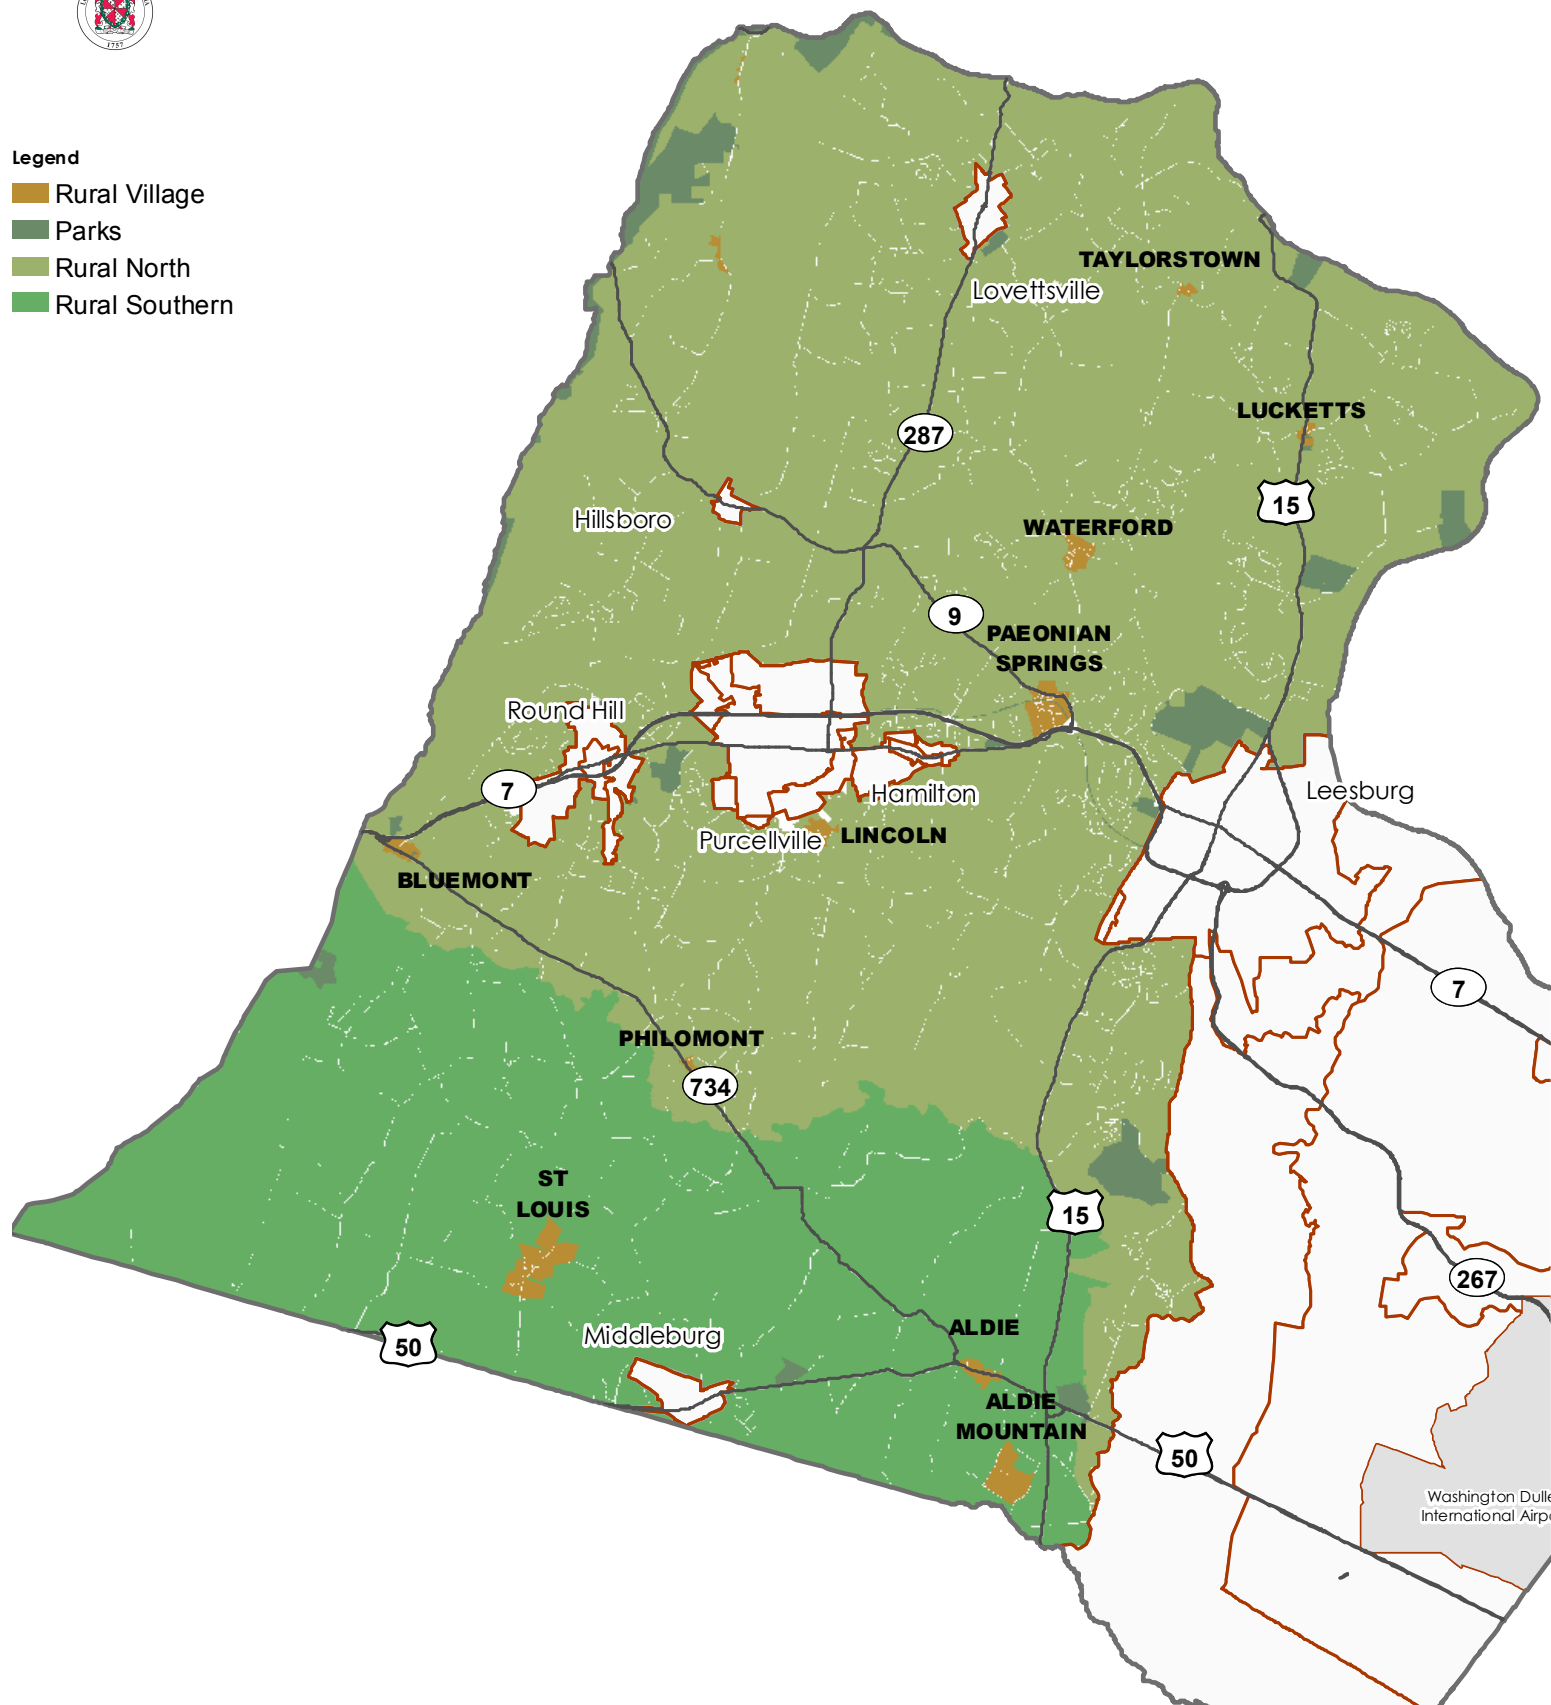 1757
Legend
Rural Village
Parks
Rural North
Rural Southern
TAYLORSTOWN
Lovettsville
LUCKETTS
287
15
Hillsboro
WATERFORD
9
PAEONIAN
SPRINGS
Round Hill
7
Hamilton
Leesburg
Purcellville
LINCOLN
BLUEMONT
7
PHILOMONT
734
ST
LOUIS
15
267
ALDIE
Middleburg
50
ALDIE
MOUNTAIN
50
Washington Dulle
International Airpo